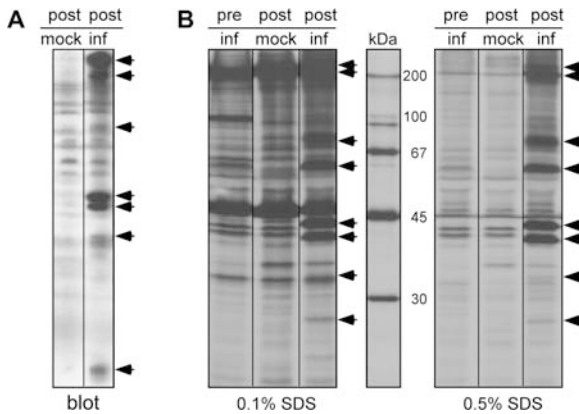 A
post post
mock inf
blot
B
pre post post
inf mock inf
kDa
200
100
67
45
30
0.1% SDS
pre post post
inf mock inf
0.5% SDS